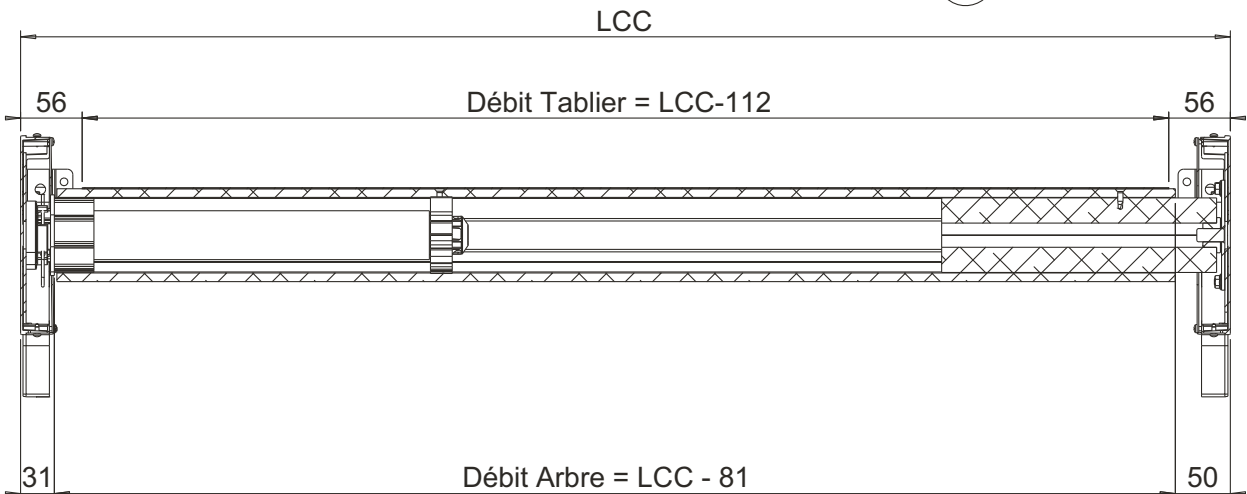 LCC
56
Débit Tablier = LCC-112
56
31
Débit Arbre = LCC - 81
50